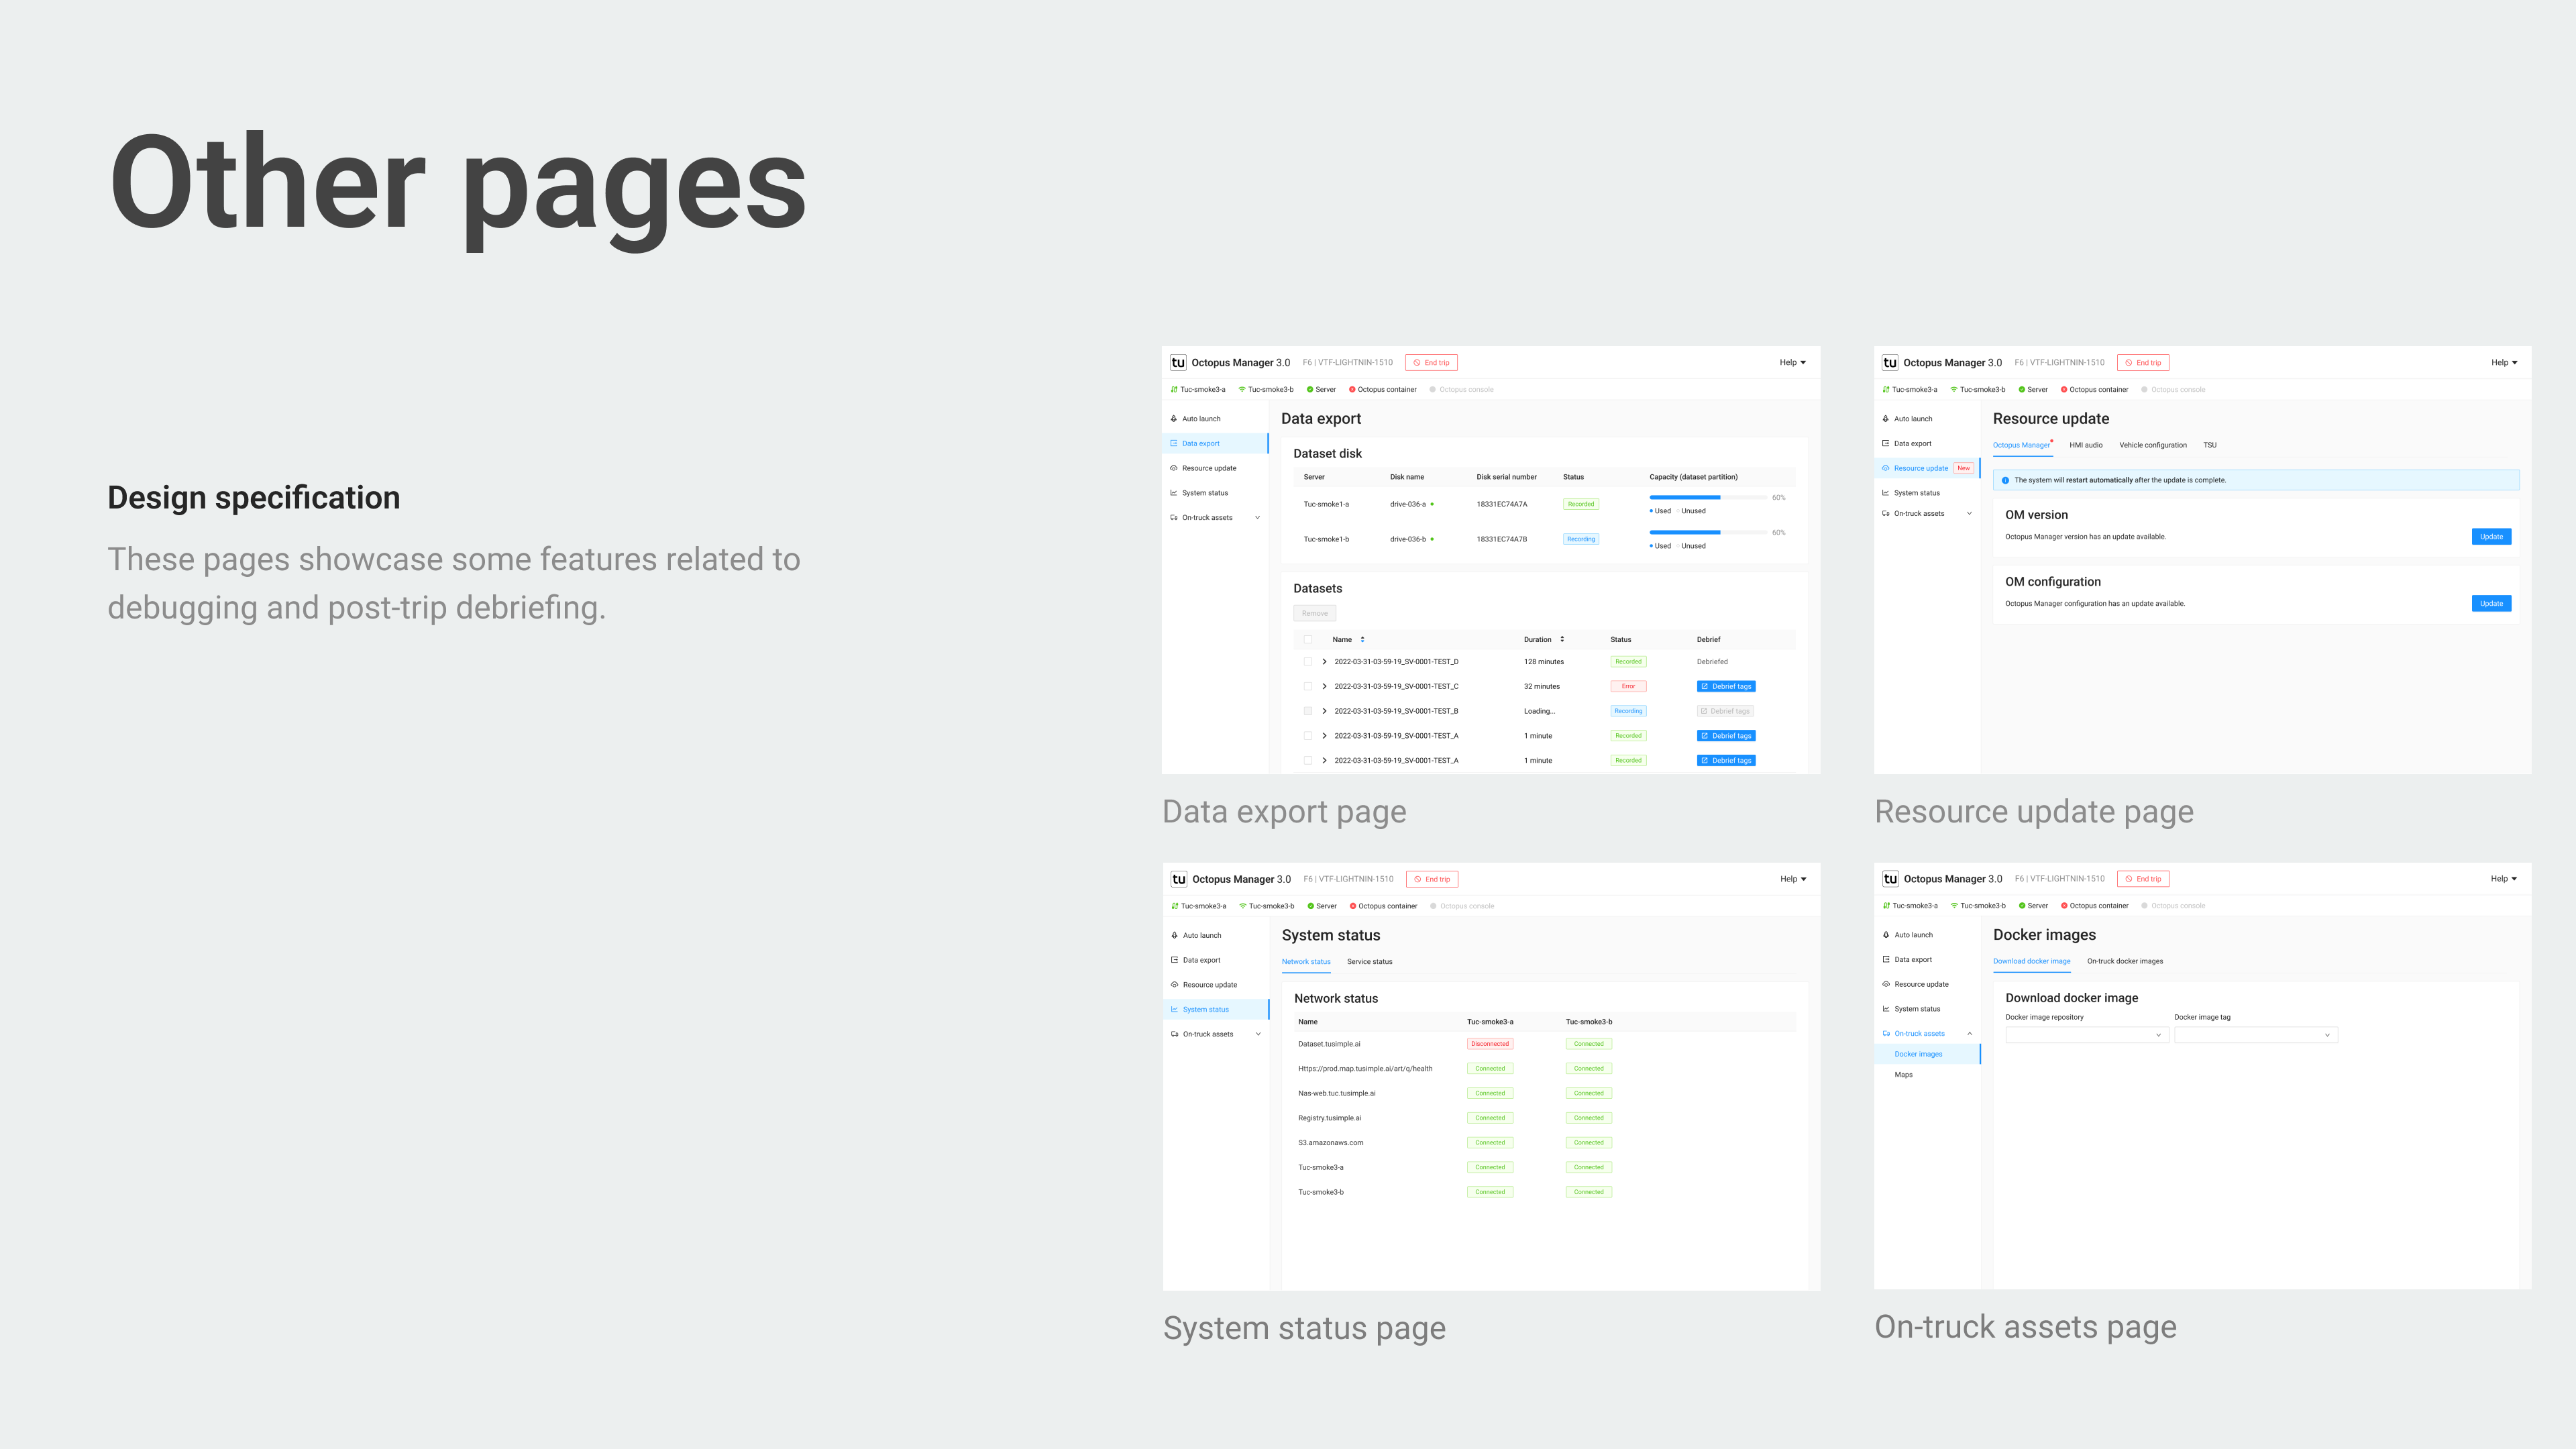 Other pages
Design specification
These pages showcase some features related to
debugging and post-trip debriefing.
tu Octopus Manager 3.0 F6 | VTF-LIGHTNIN-1510 End trip Help
Tuc-smoke3-a Tuc-smoke3-b Server Octopus container Octopus console
Auto launch
Data export
Resource update
System status
On-truck assets
Data export
Dataset disk
Server Disk name Disk serial number Status Capacity (dataset partition)
Tuc-smoke1-a drive-036-a 18331EC74A7A Recorded 60%
Used Unused
Tuc-smoke1-b drive-036-b 18331EC74A7B Recording 60%
Used Unused
Datasets
Remove
Name Duration Status Debrief
2022-03-31-03-59-19_SV-0001-TEST_D 128 minutes Recorded Debriefed
2022-03-31-03-59-19_SV-0001-TEST_C 32 minutes Error Debrief tags
2022-03-31-03-59-19_SV-0001-TEST_B Loading... Recording Debrief tags
2022-03-31-03-59-19_SV-0001-TEST_A 1 minute Recorded Debrief tags
2022-03-31-03-59-19_SV-0001-TEST_A 1 minute Recorded Debrief tags
Data export page
tu Octopus Manager 3.0 F6 | VTF-LIGHTNIN-1510 End trip Help
Tuc-smoke3-a Tuc-smoke3-b Server Octopus container Octopus console
Auto launch
Data export
Resource update New
System status
On-truck assets
Resource update
Octopus Manager HMI audio Vehicle configuration TSU
The system will restart automatically after the update is complete.
OM version
Octopus Manager version has an update available. Update
OM configuration
Octopus Manager configuration has an update available. Update
Resource update page
tu Octopus Manager 3.0 F6 | VTF-LIGHTNIN-1510 End trip Help
Tuc-smoke3-a Tuc-smoke3-b Server Octopus container Octopus console
Auto launch
Data export
Resource update
System status
On-truck assets
System status
Network status Service status
Network status
Name Tuc-smoke3-a Tuc-smoke3-b
Dataset.tusimple.ai Disconnected Connected
Https://prod.map.tusimple.ai/art/q/health Connected Connected
Nas-web.tuc.tusimple.ai Connected Connected
Registry.tusimple.ai Connected Connected
S3.amazonaws.com Connected Connected
Tuc-smoke3-a Connected Connected
Tuc-smoke3-b Connected Connected
System status page
tu Octopus Manager 3.0 F6 | VTF-LIGHTNIN-1510 End trip Help
Tuc-smoke3-a Tuc-smoke3-b Server Octopus container Octopus console
Auto launch
Data export
Resource update
System status
On-truck assets
Docker images
Maps
Docker images
Download docker image On-truck docker images
Download docker image
Docker image repository Docker image tag
On-truck assets page